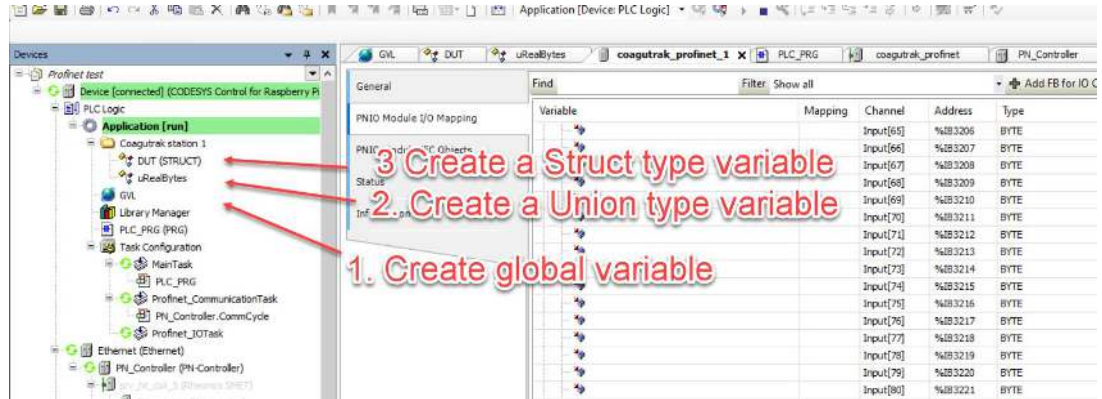 Application [Device: PLC Logic]
Devices
GVL
DUT
uRealBytes
coagutrak_profinet_1
PLC_PRG
coagutrak_profinet
PN_Controller
Profinet test
Device [connected] (CODESYS Control for Raspberry Pi
PLC Logic
Application [run]
Coagutrak station 1
DUT (STRUCT)
uRealBytes
GVL
Library Manager
PLC_PRG (PRG)
Task Configuration
MainTask
PLC_PRG
Profinet_CommunicationTask
PN_Controller.CommCycle
Profinet_IOTask
Ethernet (Ethernet)
PN_Controller (PN-Controller)
General
PNIO Module I/O Mapping
Status
Find
Filter Show all
Add FB for IO C
Variable Mapping Channel Address Type
Input[65] %IB3206 BYTE
Input[66] %IB3207 BYTE
Input[67] %IB3208 BYTE
Input[68] %IB3209 BYTE
Input[69] %IB3210 BYTE
Input[70] %IB3211 BYTE
Input[71] %IB3212 BYTE
Input[72] %IB3213 BYTE
Input[73] %IB3214 BYTE
Input[74] %IB3215 BYTE
Input[75] %IB3216 BYTE
Input[76] %IB3217 BYTE
Input[77] %IB3218 BYTE
Input[78] %IB3219 BYTE
Input[79] %IB3220 BYTE
Input[80] %IB3221 BYTE
3 Create a Struct type variable
2. Create a Union type variable
1. Create global variable